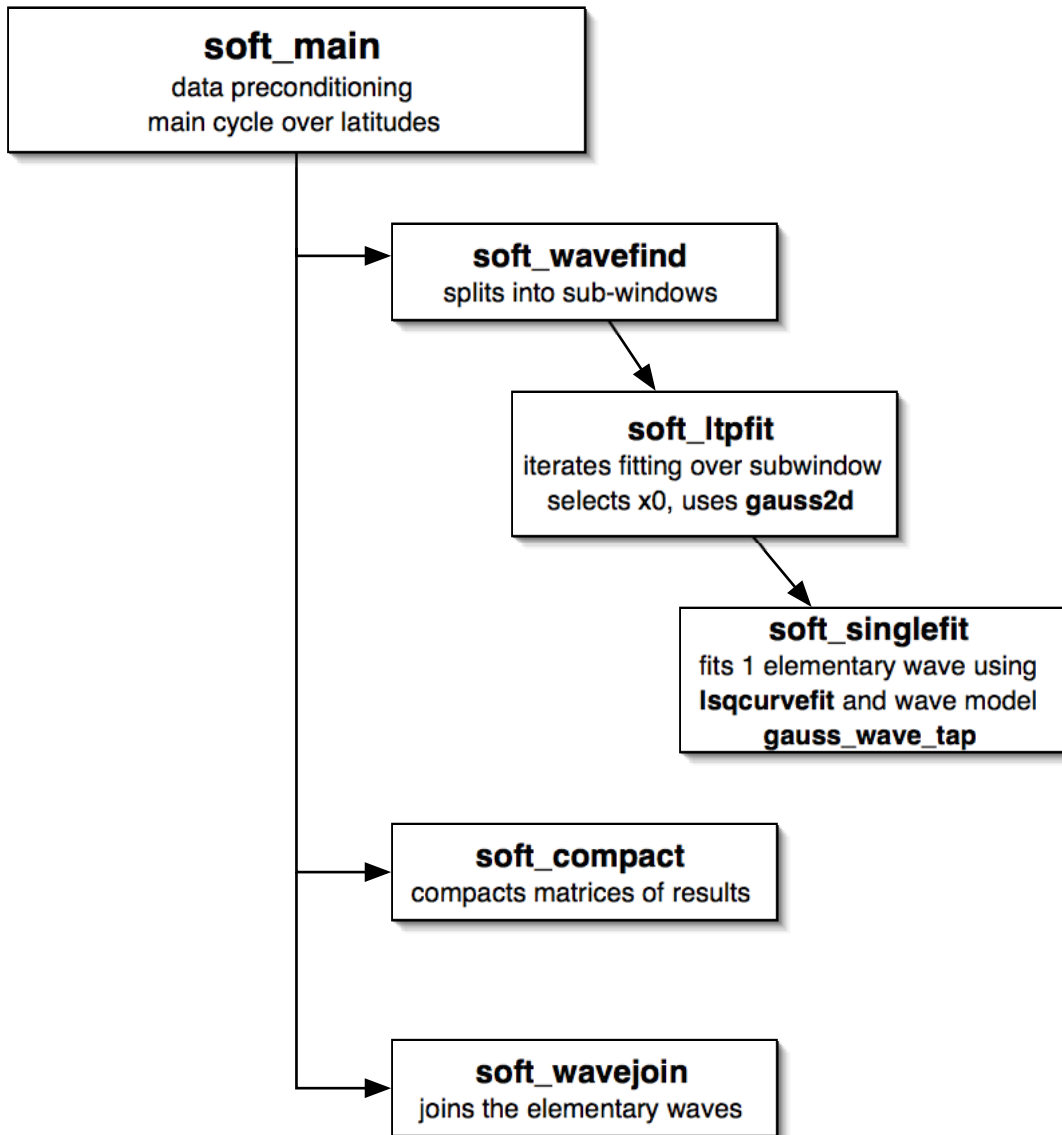 soft_main
data preconditioning
main cycle over latitudes
soft_wavefind
splits into sub-windows
soft_ltpfit
iterates fitting over subwindow
selects x0, uses gauss2d
soft_singlefit
fits 1 elementary wave using
lsqcurvefit and wave model
gauss_wave_tap
soft_compact
compacts matrices of results
soft_wavejoin
joins the elementary waves